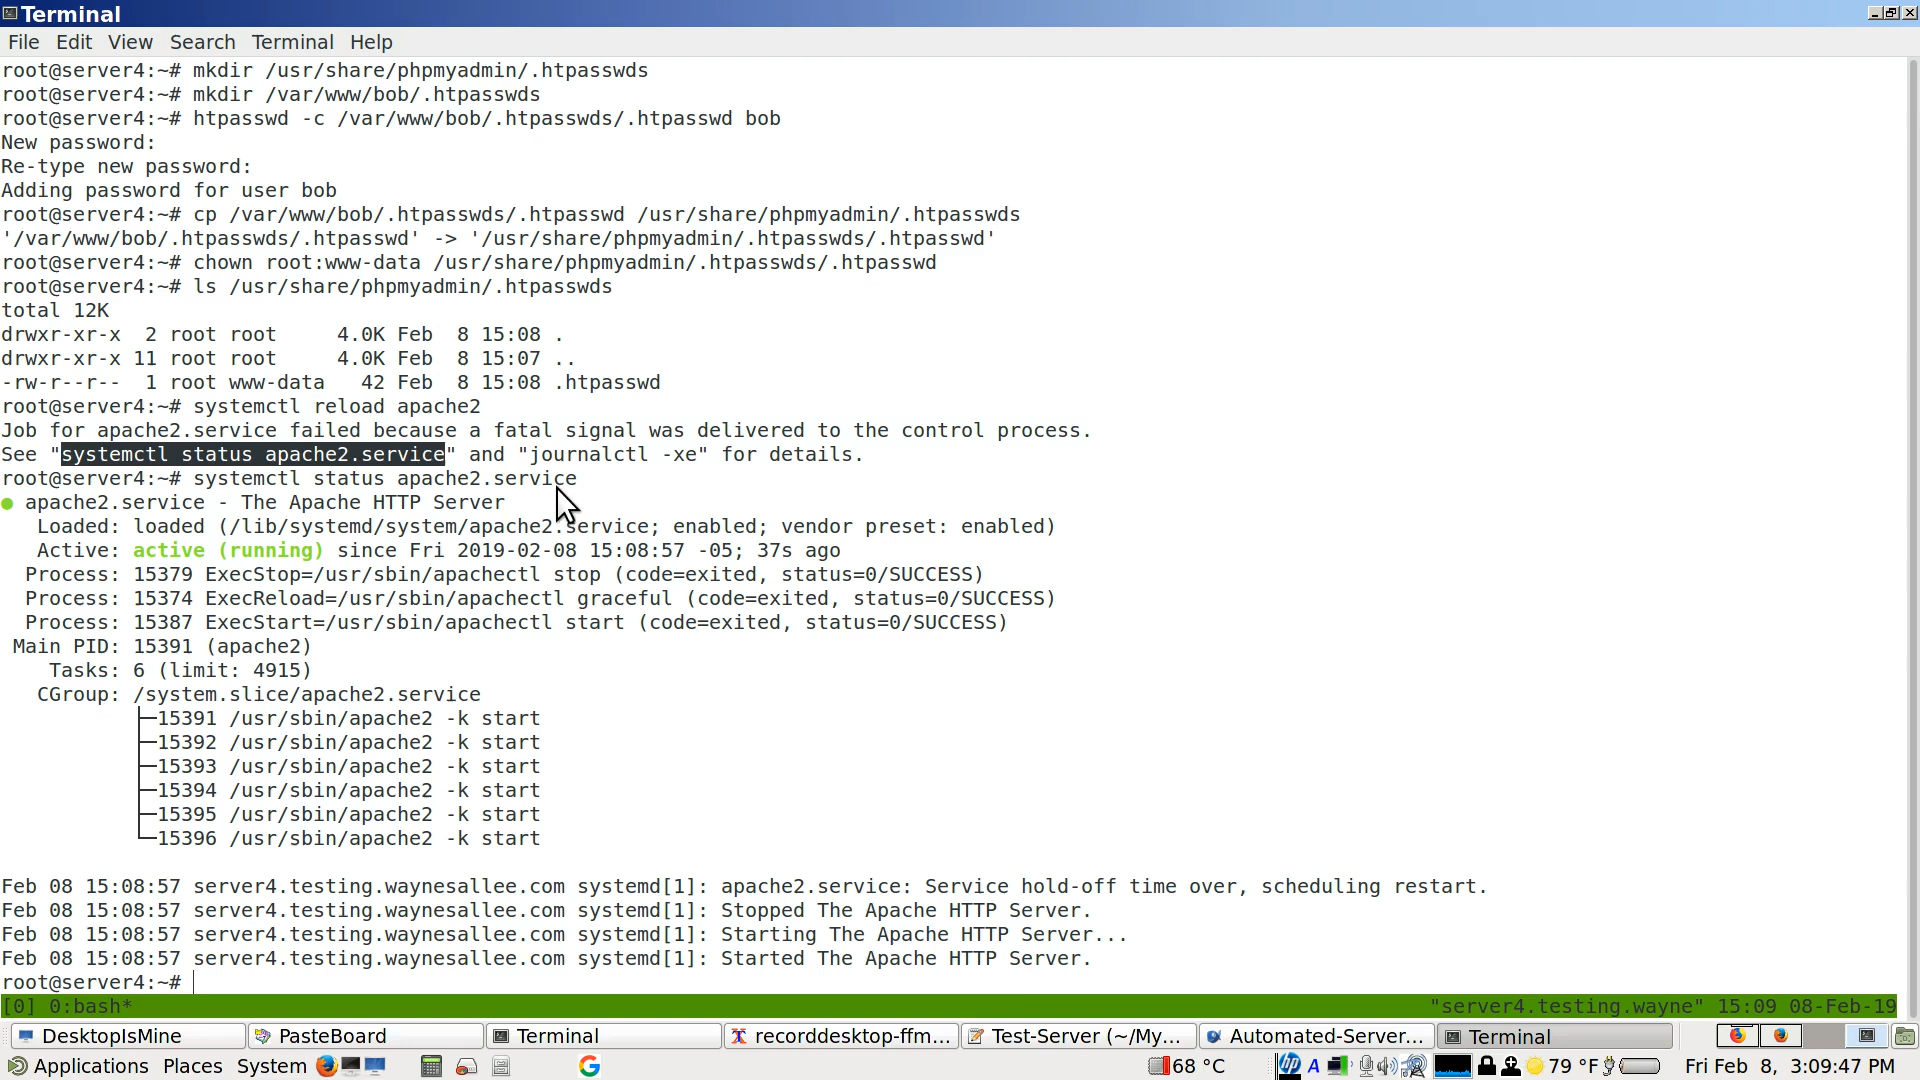 Terminal
File Edit View Search Terminal Help
root@server4:~# mkdir /usr/share/phpmyadmin/.htpasswds
root@server4:~# mkdir /var/www/bob/.htpasswds
root@server4:~# htpasswd -c /var/www/bob/.htpasswds/.htpasswd bob
New password:
Re-type new password:
Adding password for user bob
root@server4:~# cp /var/www/bob/.htpasswds/.htpasswd /usr/share/phpmyadmin/.htpasswds
'/var/www/bob/.htpasswds/.htpasswd' -> '/usr/share/phpmyadmin/.htpasswds/.htpasswd'
root@server4:~# chown root:www-data /usr/share/phpmyadmin/.htpasswds/.htpasswd
root@server4:~# ls /usr/share/phpmyadmin/.htpasswds
total 12K
drwxr-xr-x  2 root root     4.0K Feb  8 15:08 .
drwxr-xr-x 11 root root     4.0K Feb  8 15:07 ..
-rw-r--r--  1 root www-data   42 Feb  8 15:08 .htpasswd
root@server4:~# systemctl reload apache2
Job for apache2.service failed because a fatal signal was delivered to the control process.
See "systemctl status apache2.service" and "journalctl -xe" for details.
root@server4:~# systemctl status apache2.service
● apache2.service - The Apache HTTP Server
   Loaded: loaded (/lib/systemd/system/apache2.service; enabled; vendor preset: enabled)
   Active: active (running) since Fri 2019-02-08 15:08:57 -05; 37s ago
  Process: 15379 ExecStop=/usr/sbin/apachectl stop (code=exited, status=0/SUCCESS)
  Process: 15374 ExecReload=/usr/sbin/apachectl graceful (code=exited, status=0/SUCCESS)
  Process: 15387 ExecStart=/usr/sbin/apachectl start (code=exited, status=0/SUCCESS)
 Main PID: 15391 (apache2)
    Tasks: 6 (limit: 4915)
   CGroup: /system.slice/apache2.service
           ├─15391 /usr/sbin/apache2 -k start
           ├─15392 /usr/sbin/apache2 -k start
           ├─15393 /usr/sbin/apache2 -k start
           ├─15394 /usr/sbin/apache2 -k start
           ├─15395 /usr/sbin/apache2 -k start
           └─15396 /usr/sbin/apache2 -k start
Feb 08 15:08:57 server4.testing.waynesallee.com systemd[1]: apache2.service: Service hold-off time over, scheduling restart.
Feb 08 15:08:57 server4.testing.waynesallee.com systemd[1]: Stopped The Apache HTTP Server.
Feb 08 15:08:57 server4.testing.waynesallee.com systemd[1]: Starting The Apache HTTP Server...
Feb 08 15:08:57 server4.testing.waynesallee.com systemd[1]: Started The Apache HTTP Server.
root@server4:~#
[0] 0:bash* "server4.testing.wayne" 15:09 08-Feb-19
DesktopIsMine PasteBoard Terminal recorddesktop-ffm... Test-Server (~/My... Automated-Server... Terminal
Applications Places System 68 °C A 79 °F Fri Feb 8, 3:09:47 PM